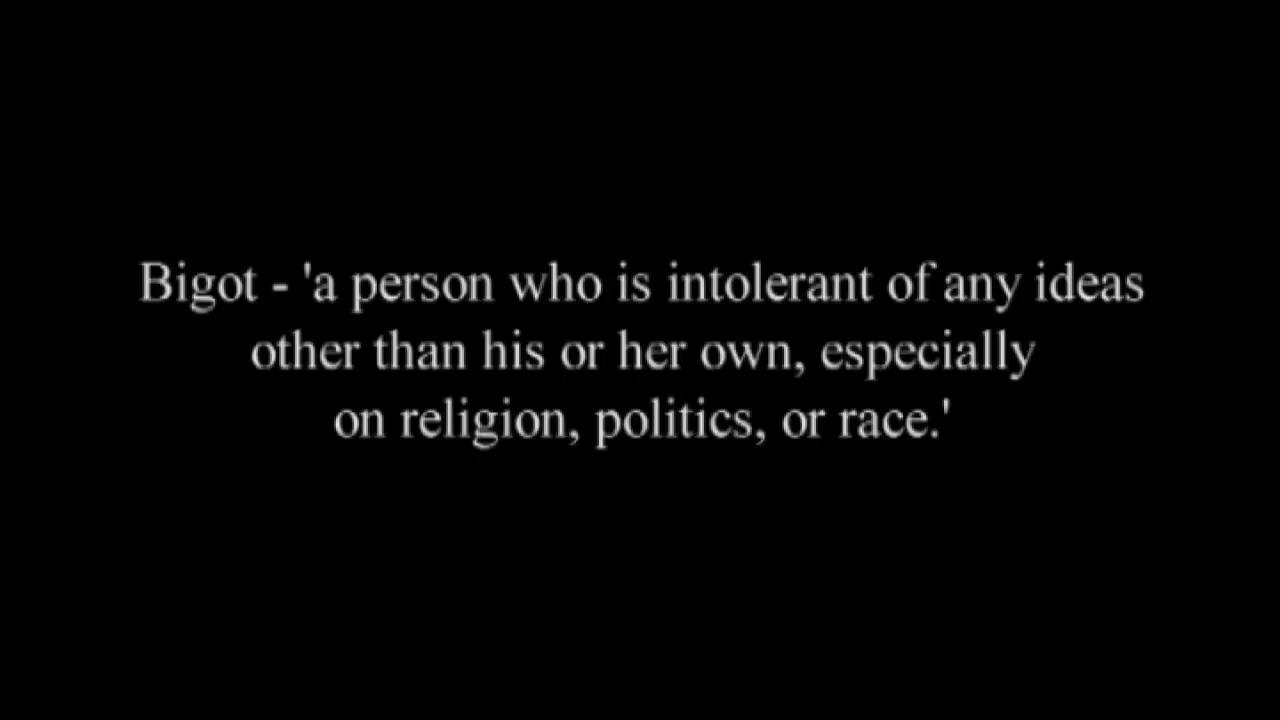 Bigot - 'a person who is intolerant of any ideas
other than his or her own, especially
on religion, politics, or race.'